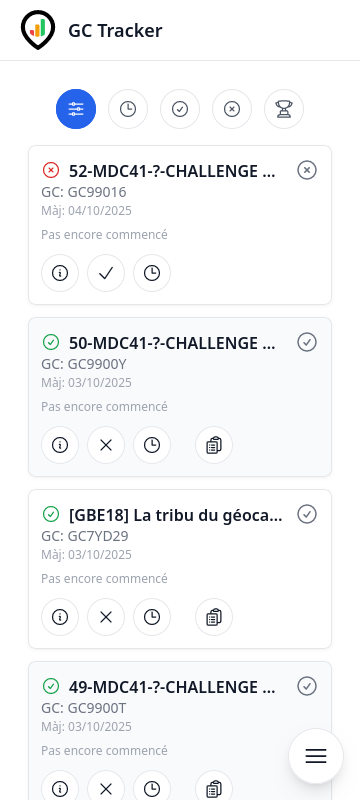 GC Tracker
52-MDC41-?-CHALLENGE ...
GC: GC99016
Màj: 04/10/2025
Pas encore commencé
50-MDC41-?-CHALLENGE ...
GC: GC9900Y
Màj: 03/10/2025
Pas encore commencé
[GBE18] La tribu du géoca...
GC: GC7YD29
Màj: 03/10/2025
Pas encore commencé
49-MDC41-?-CHALLENGE ...
GC: GC9900T
Màj: 03/10/2025
Pas encore commencé